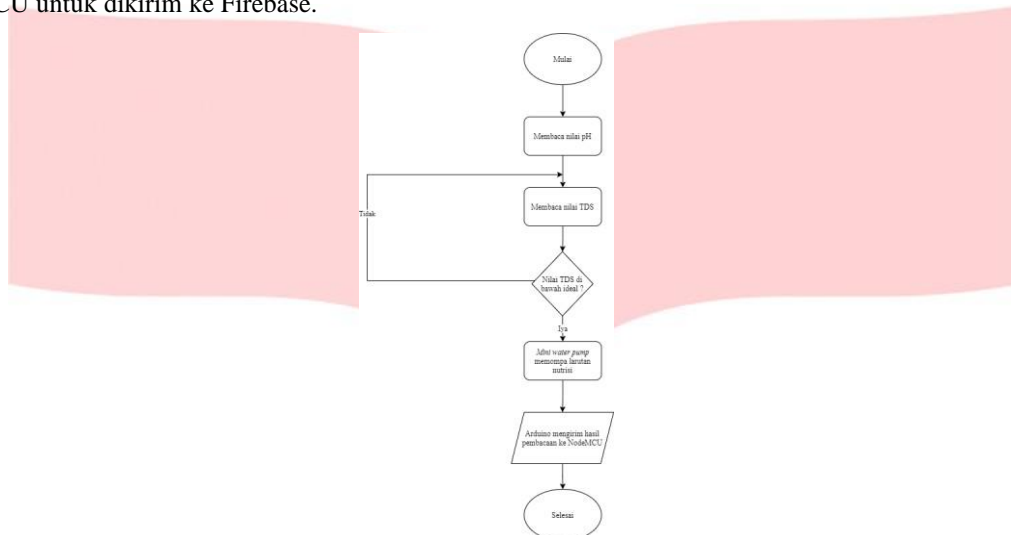 CU untuk dikirim ke Firebase.
Mulai
Membaca nilai pH
Membaca nilai TDS
Tidak
Nilai TDS di
bawah ideal ?
Iya
Mini water pump
memompa larutan
nutrisi
Arduino mengirim hasil
pembacaan ke NodeMCU
Selesai